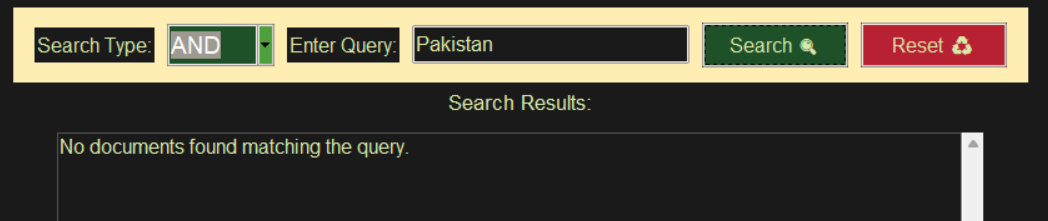 Search Type: AND Enter Query: Pakistan Search Reset
Search Results:
No documents found matching the query.